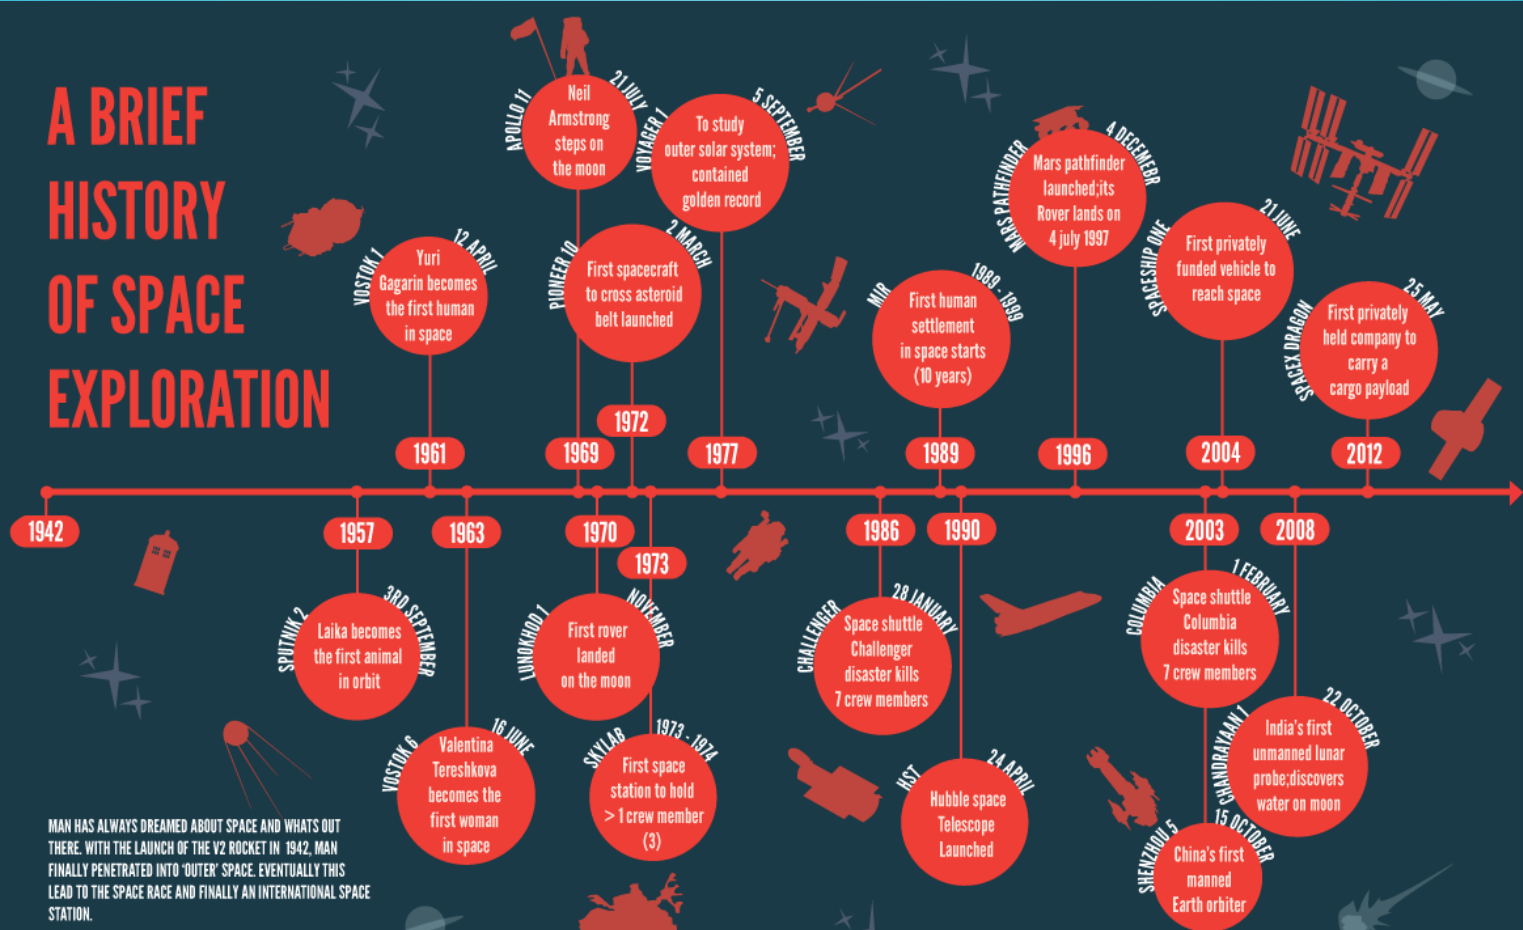 A BRIEF
HISTORY
OF SPACE
EXPLORATION
VOSTOK 1
12 APRIL
Yuri
Gagarin becomes
the first human
in space
1961
APOLLO 11
21 JULY
Neil
Armstrong
steps on
the moon
1969
PIONEER 10
2 MARCH
First spacecraft
to cross asteroid
belt launched
1972
VOYAGER 1
5 SEPTEMBER
To study
outer solar system;
contained
golden record
1977
MIR
1989 - 1999
First human
settlement
in space starts
(10 years)
1989
MARS PATHFINDER
4 DECEMEBR
Mars pathfinder
launched;its
Rover lands on
4 july 1997
1996
SPACESHIP ONE
21 JUNE
First privately
funded vehicle to
reach space
2004
SPACEX DRAGON
25 MAY
First privately
held company to
carry a
cargo payload
2012
1942
1957
SPUTNIK 2
3RD SEPTEMBER
Laika becomes
the first animal
in orbit
1963
VOSTOK 6
16 JUNE
Valentina
Tereshkova
becomes the
first woman
in space
1970
LUNOKHOD 1
NOVEMBER
First rover
landed
on the moon
1973
SKYLAB
1973 - 1974
First space
station to hold
> 1 crew member
(3)
1986
CHALLENGER
28 JANUARY
Space shuttle
Challenger
disaster kills
7 crew members
1990
HST
24 APRIL
Hubble space
Telescope
Launched
2003
COLUMBIA
1 FEBRUARY
Space shuttle
Columbia
disaster kills
7 crew members
SHENZHOU 5
15 OCTOBER
China's first
manned
Earth orbiter
2008
CHANDRAYAAN 1
22 OCTOBER
India's first
unmanned lunar
probe;discovers
water on moon
MAN HAS ALWAYS DREAMED ABOUT SPACE AND WHATS OUT
THERE. WITH THE LAUNCH OF THE V2 ROCKET IN 1942, MAN
FINALLY PENETRATED INTO 'OUTER' SPACE. EVENTUALLY THIS
LEAD TO THE SPACE RACE AND FINALLY AN INTERNATIONAL SPACE
STATION.